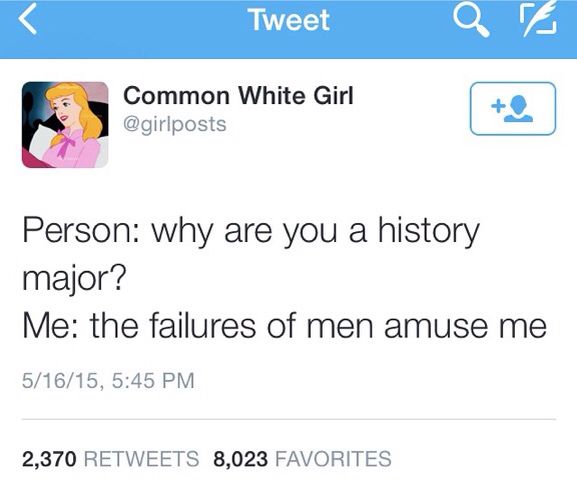 Tweet
Common White Girl
@girlposts
Person: why are you a history
major?
Me: the failures of men amuse me
5/16/15, 5:45 PM
2,370 RETWEETS 8,023 FAVORITES